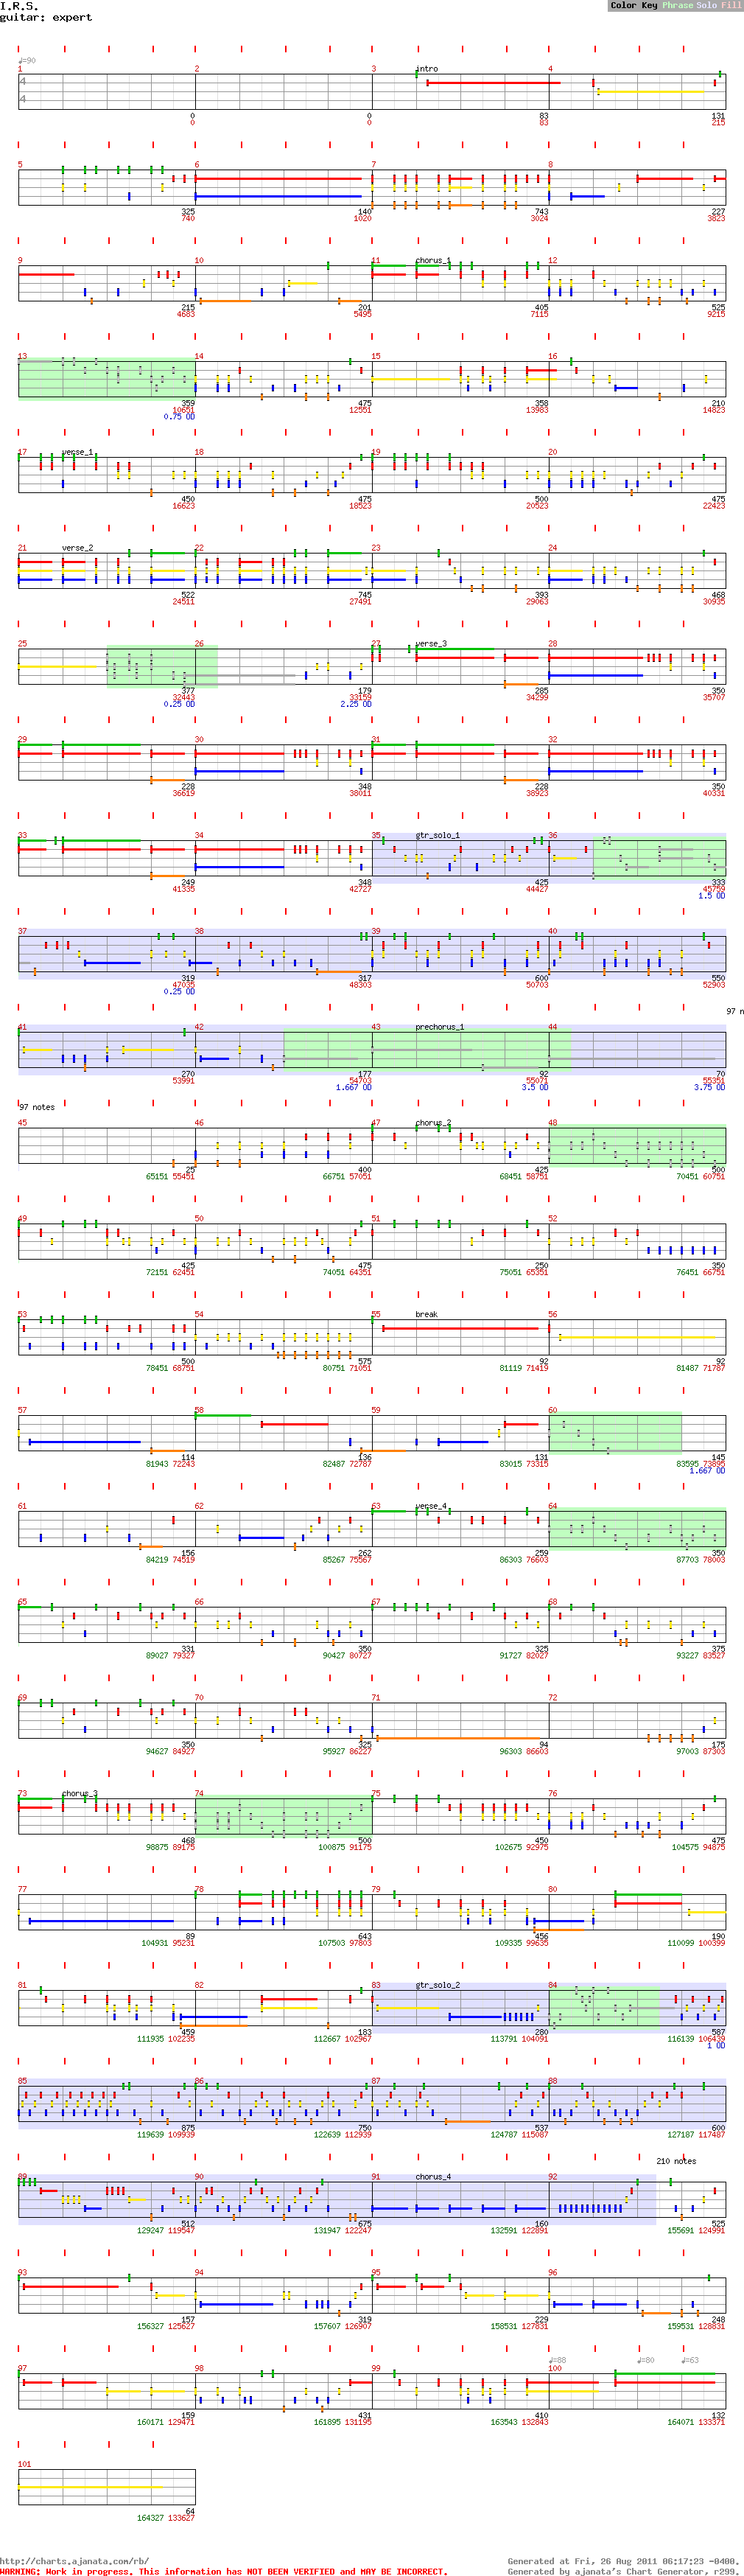 I.R.S.
guitar: expert
Color Key Phrase Solo Fill
♩=90
1 2 3 intro 4
4
4
0 0 83 131
0 0 83 215
5 6 7 8
325 140 743 227
740 1020 3024 3823
9 10 11 chorus_1 12
215 201 405 525
4683 5495 7115 9215
13 14 15 16
359 475 358 210
10651 12551 13983 14823
0.75 OD
17 verse_1 18 19 20
450 475 500 475
16623 18523 20523 22423
21 verse_2 22 23 24
522 745 393 468
24511 27491 29063 30935
25 26 27 verse_3 28
377 179 285 350
32443 33159 34299 35707
0.25 OD 2.25 OD
29 30 31 32
228 348 228 350
36619 38011 38923 40331
33 34 35 gtr_solo_1 36
249 348 425 333
41335 42727 44427 45759
1.5 OD
37 38 39 40
319 317 600 550
47035 48303 50703 52903
0.25 OD
97 n
41 42 43 prechorus_1 44
270 177 92 70
53991 54703 55071 55351
1.667 OD 3.5 OD 3.75 OD
97 notes
45 46 47 chorus_2 48
25 400 425 500
65151 55451 66751 57051 68451 58751 70451 60751
49 50 51 52
425 475 250 350
72151 62451 74051 64351 75051 65351 76451 66751
53 54 55 break 56
500 575 92 92
78451 68751 80751 71051 81119 71419 81487 71787
57 58 59 60
114 136 131 145
81943 72243 82487 72787 83015 73315 83595 73895
1.667 OD
61 62 63 verse_4 64
156 262 259 350
84219 74519 85267 75567 86303 76603 87703 78003
65 66 67 68
331 350 325 375
89027 79327 90427 80727 91727 82027 93227 83527
69 70 71 72
350 325 94 175
94627 84927 95927 86227 96303 86603 97003 87303
73 chorus_3 74 75 76
468 500 450 475
98875 89175 100875 91175 102675 92975 104575 94875
77 78 79 80
89 643 456 190
104931 95231 107503 97803 109335 99635 110099 100399
81 82 83 gtr_solo_2 84
459 183 280 587
111935 102235 112667 102967 113791 104091 116139 106439
1 OD
85 86 87 88
875 750 537 600
119639 109939 122639 112939 124787 115087 127187 117487
210 notes
89 90 91 chorus_4 92
512 675 160 525
129247 119547 131947 122247 132591 122891 155691 124991
93 94 95 96
157 319 229 248
156327 125627 157607 126907 158531 127831 159531 128831
♩=88 ♩=80 ♩=63
97 98 99 100
159 431 410 132
160171 129471 161895 131195 163543 132843 164071 133371
101
64
164327 133627
http://charts.ajanata.com/rb/
Generated at Fri, 26 Aug 2011 06:17:23 -0400.
WARNING: Work in progress. This information has NOT BEEN VERIFIED and MAY BE INCORRECT.
Generated by ajanata's Chart Generator, r299.